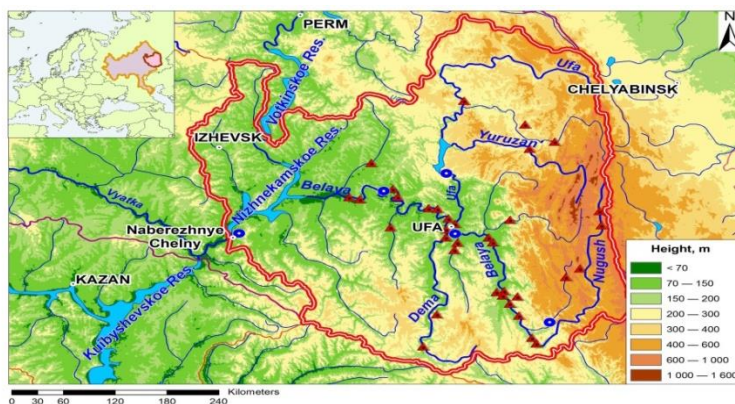 PERM
N
Ufa
CHELYABINSK
Votkinskoe Res.
IZHEVSK
Yuruzan'
Nizhnekamskoe Res.
Vyatka
Belaya
Ufa
Naberezhnye
Chelny
UFA
Belaya
Nugush
KAZAN
Kuibyshevskoe Res.
Dema
Height, m
< 70
70 — 150
150 — 200
200 — 300
300 — 400
400 — 600
600 — 1 000
1 000 — 1 600
Kilometers
0 30 60 120 180 240